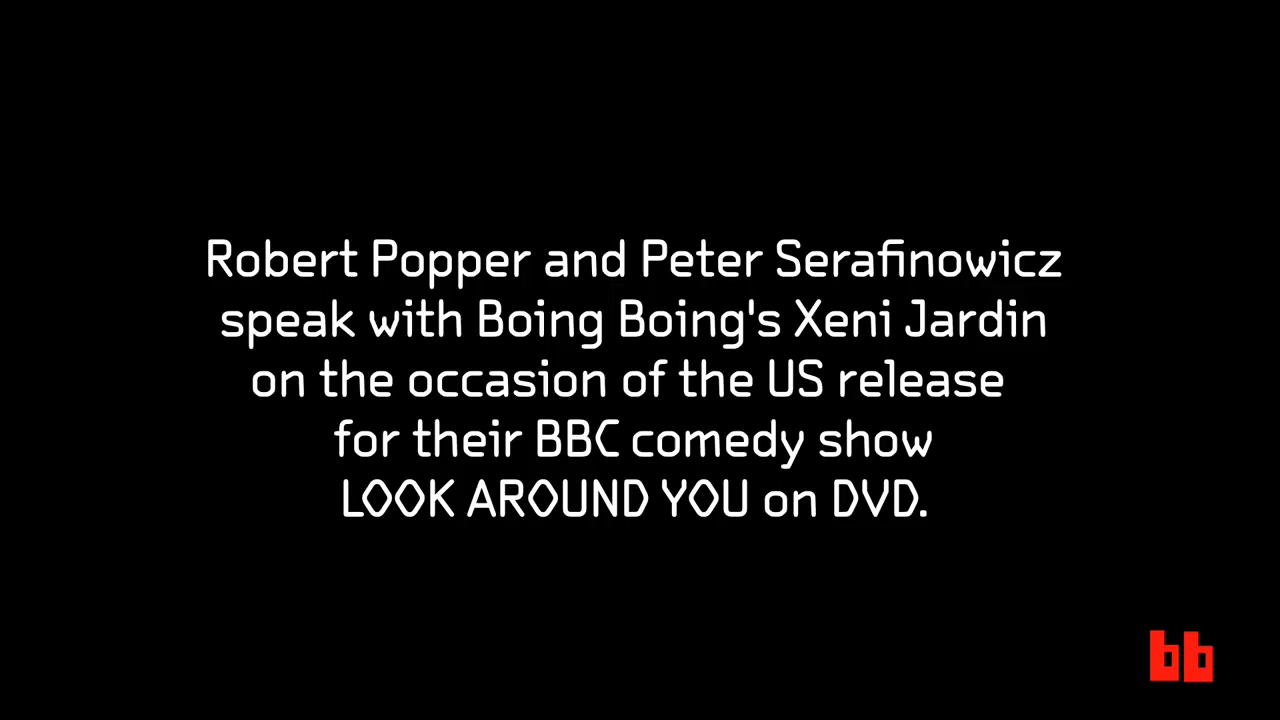 Robert Popper and Peter Serafinowicz
speak with Boing Boing's Xeni Jardin
on the occasion of the US release
for their BBC comedy show
LOOK AROUND YOU on DVD.
bb